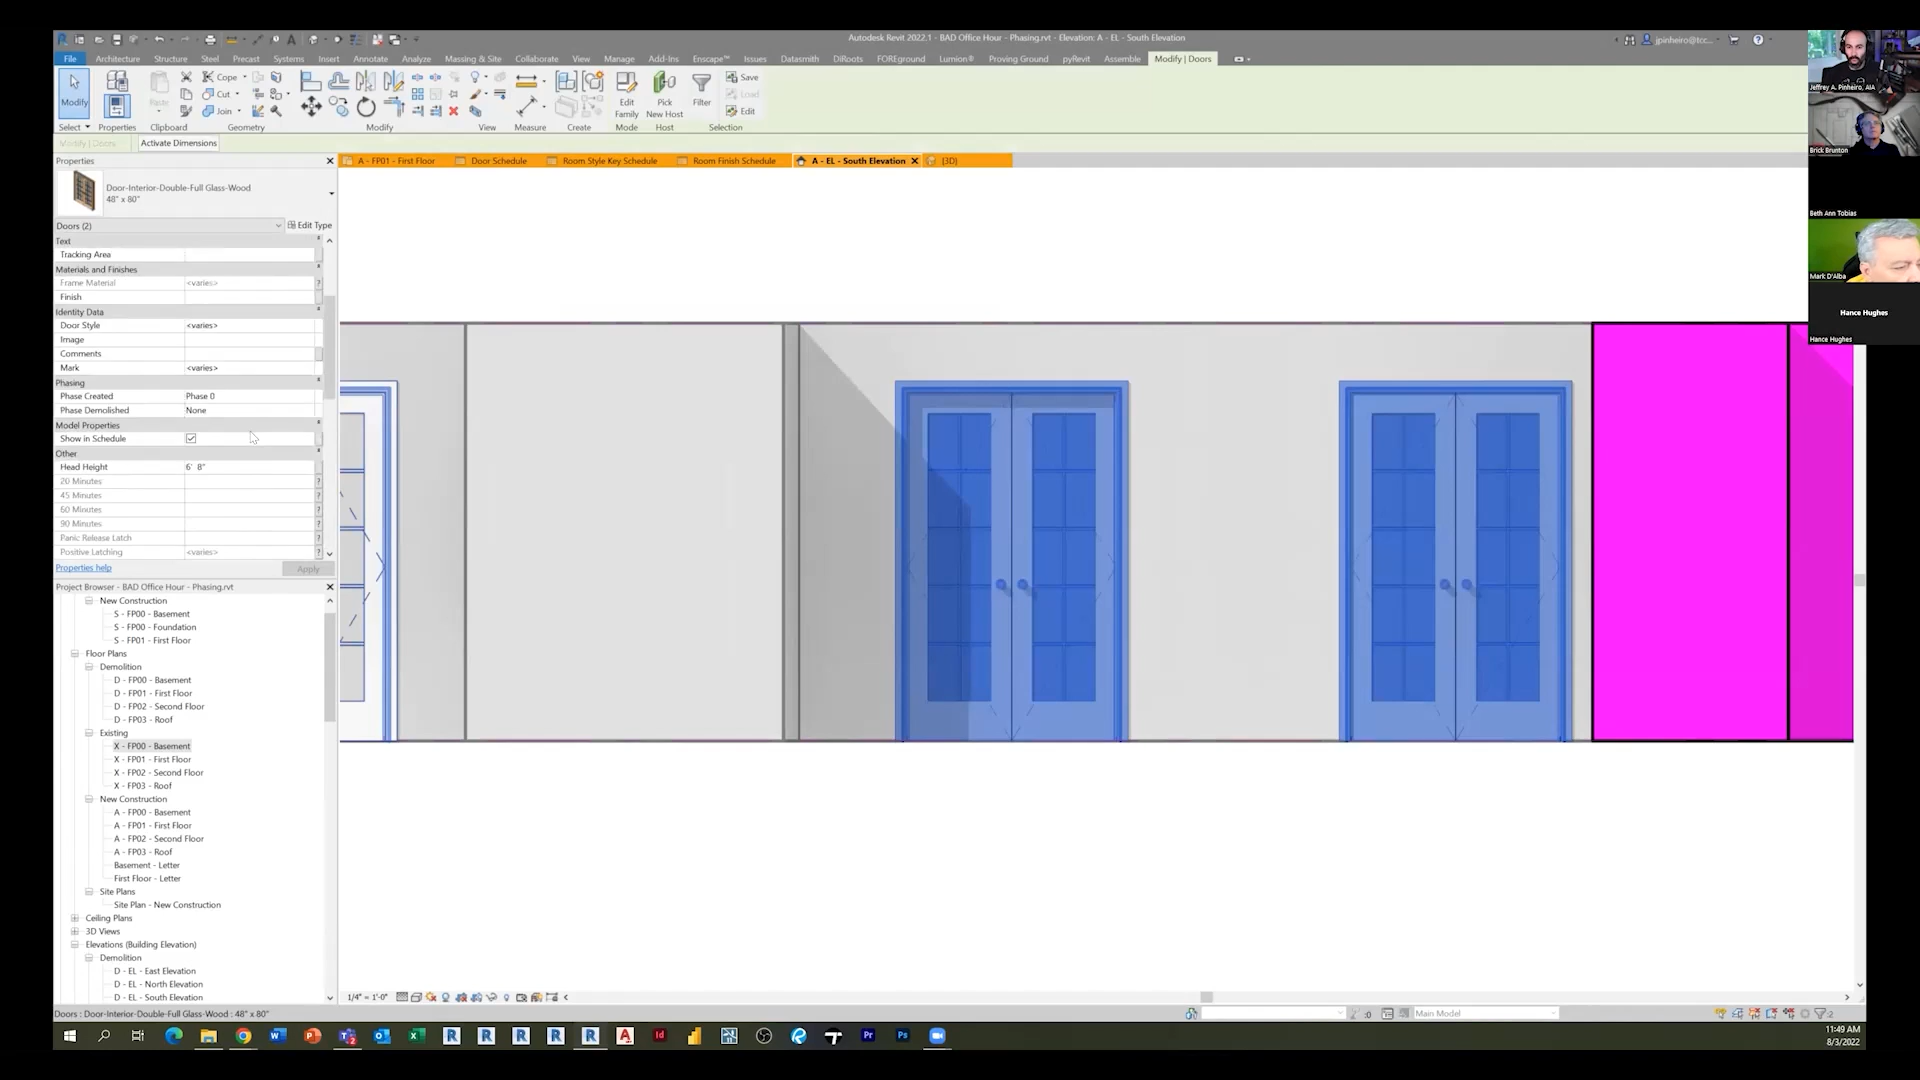 Autodesk Revit 2022.1 - BAD Office Hour - Phasing.rvt - Elevation: A - EL - South Elevation
jpinheiro@tcc...
File Architecture Structure Steel Precast Systems Insert Annotate Analyze Massing & Site Collaborate View Manage Add-Ins Enscape™ Issues Datasmith DiRoots FOREground Lumion® Proving Ground pyRevit Assemble Modify | Doors
Modify
Paste
Cope
Cut
Join
Edit
Family
Pick
New Host
Filter
Save
Load
Edit
Select Properties Clipboard Geometry Modify View Measure Create Mode Host Selection
Modify | Doors Activate Dimensions
Properties
A - FP01 - First Floor Door Schedule Room Style Key Schedule Room Finish Schedule A - EL - South Elevation {3D}
Door-Interior-Double-Full Glass-Wood
48" x 80"
Doors (2) Edit Type
Text
Tracking Area
Materials and Finishes
Frame Material <varies>
Finish
Identity Data
Door Style <varies>
Image
Comments
Mark <varies>
Phasing
Phase Created Phase 0
Phase Demolished None
Model Properties
Show in Schedule
Other
Head Height 6' 8"
20 Minutes
45 Minutes
60 Minutes
90 Minutes
Panic Release Latch
Positive Latching <varies>
Properties help Apply
Project Browser - BAD Office Hour - Phasing.rvt
New Construction
S - FP00 - Basement
S - FP00 - Foundation
S - FP01 - First Floor
Floor Plans
Demolition
D - FP00 - Basement
D - FP01 - First Floor
D - FP02 - Second Floor
D - FP03 - Roof
Existing
X - FP00 - Basement
X - FP01 - First Floor
X - FP02 - Second Floor
X - FP03 - Roof
New Construction
A - FP00 - Basement
A - FP01 - First Floor
A - FP02 - Second Floor
A - FP03 - Roof
Basement - Letter
First Floor - Letter
Site Plans
Site Plan - New Construction
Ceiling Plans
3D Views
Elevations (Building Elevation)
Demolition
D - EL - East Elevation
D - EL - North Elevation
D - EL - South Elevation
1/4" = 1'-0"
Doors : Door-Interior-Double-Full Glass-Wood : 48" x 80"
:0
Main Model
:2
11:49 AM
8/3/2022
Jeffrey A. Pinheiro, AIA
Brick Brunton
Beth Ann Tobias
Mark D'Alba
Hance Hughes
Hance Hughes